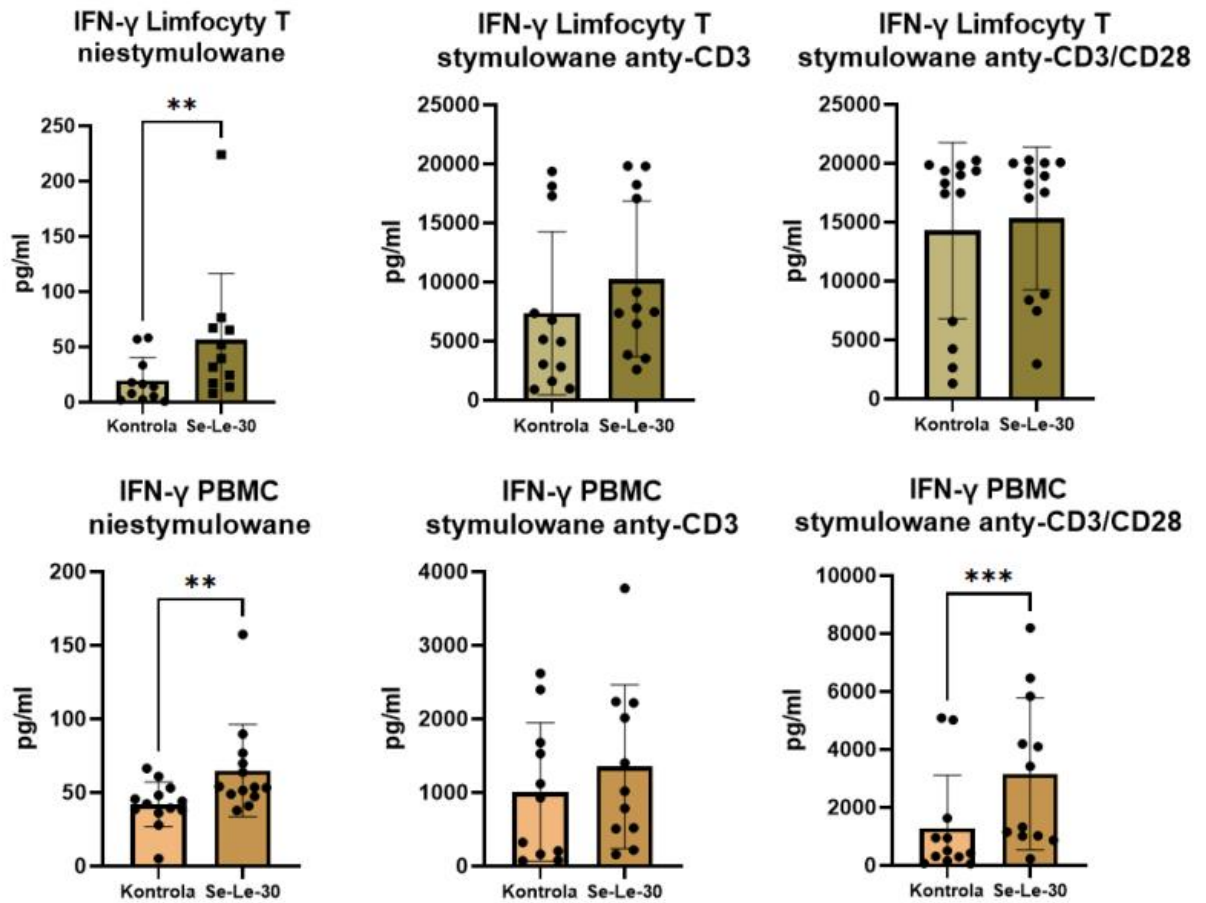 IFN-γ Limfocyty T
niestymulowane
**
250
200
150
100
50
0
pg/ml
Kontrola Se-Le-30
IFN-γ Limfocyty T
stymulowane anty-CD3
25000
20000
15000
10000
5000
0
pg/ml
Kontrola Se-Le-30
IFN-γ Limfocyty T
stymulowane anty-CD3/CD28
25000
20000
15000
10000
5000
0
pg/ml
Kontrola Se-Le-30
IFN-γ PBMC
niestymulowane
**
200
150
100
50
0
pg/ml
Kontrola Se-Le-30
IFN-γ PBMC
stymulowane anty-CD3
4000
3000
2000
1000
0
pg/ml
Kontrola Se-Le-30
IFN-γ PBMC
stymulowane anty-CD3/CD28
***
10000
8000
6000
4000
2000
0
pg/ml
Kontrola Se-Le-30